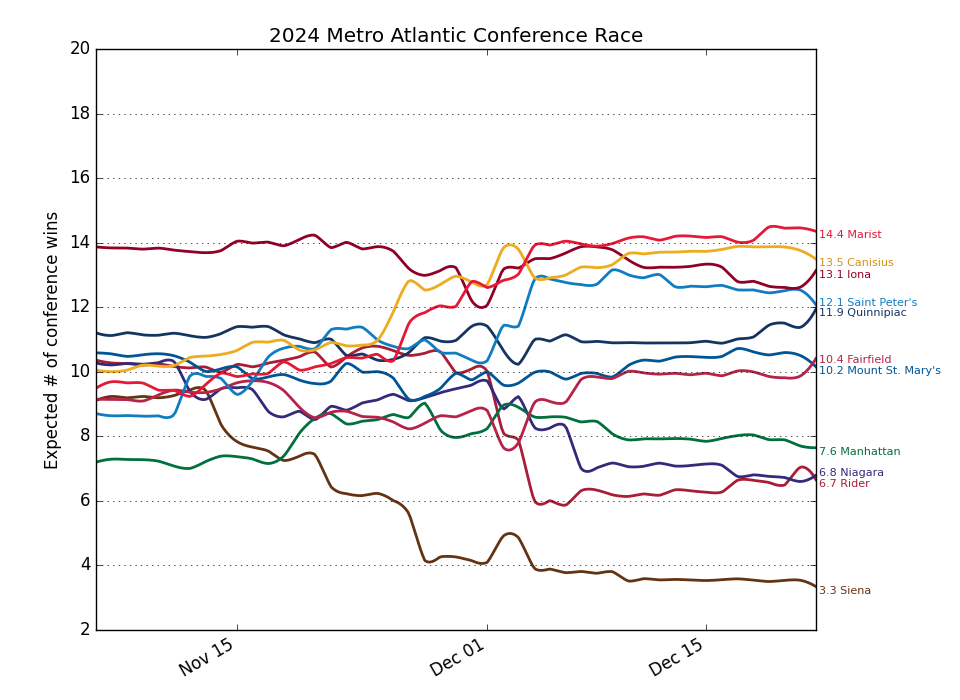 2024 Metro Atlantic Conference Race
Expected # of conference wins
20
18
16
14
12
10
8
6
4
2
Nov 15
Dec 01
Dec 15
14.4 Marist
13.5 Canisius
13.1 Iona
12.1 Saint Peter's
11.9 Quinnipiac
10.4 Fairfield
10.2 Mount St. Mary's
7.6 Manhattan
6.8 Niagara
6.7 Rider
3.3 Siena